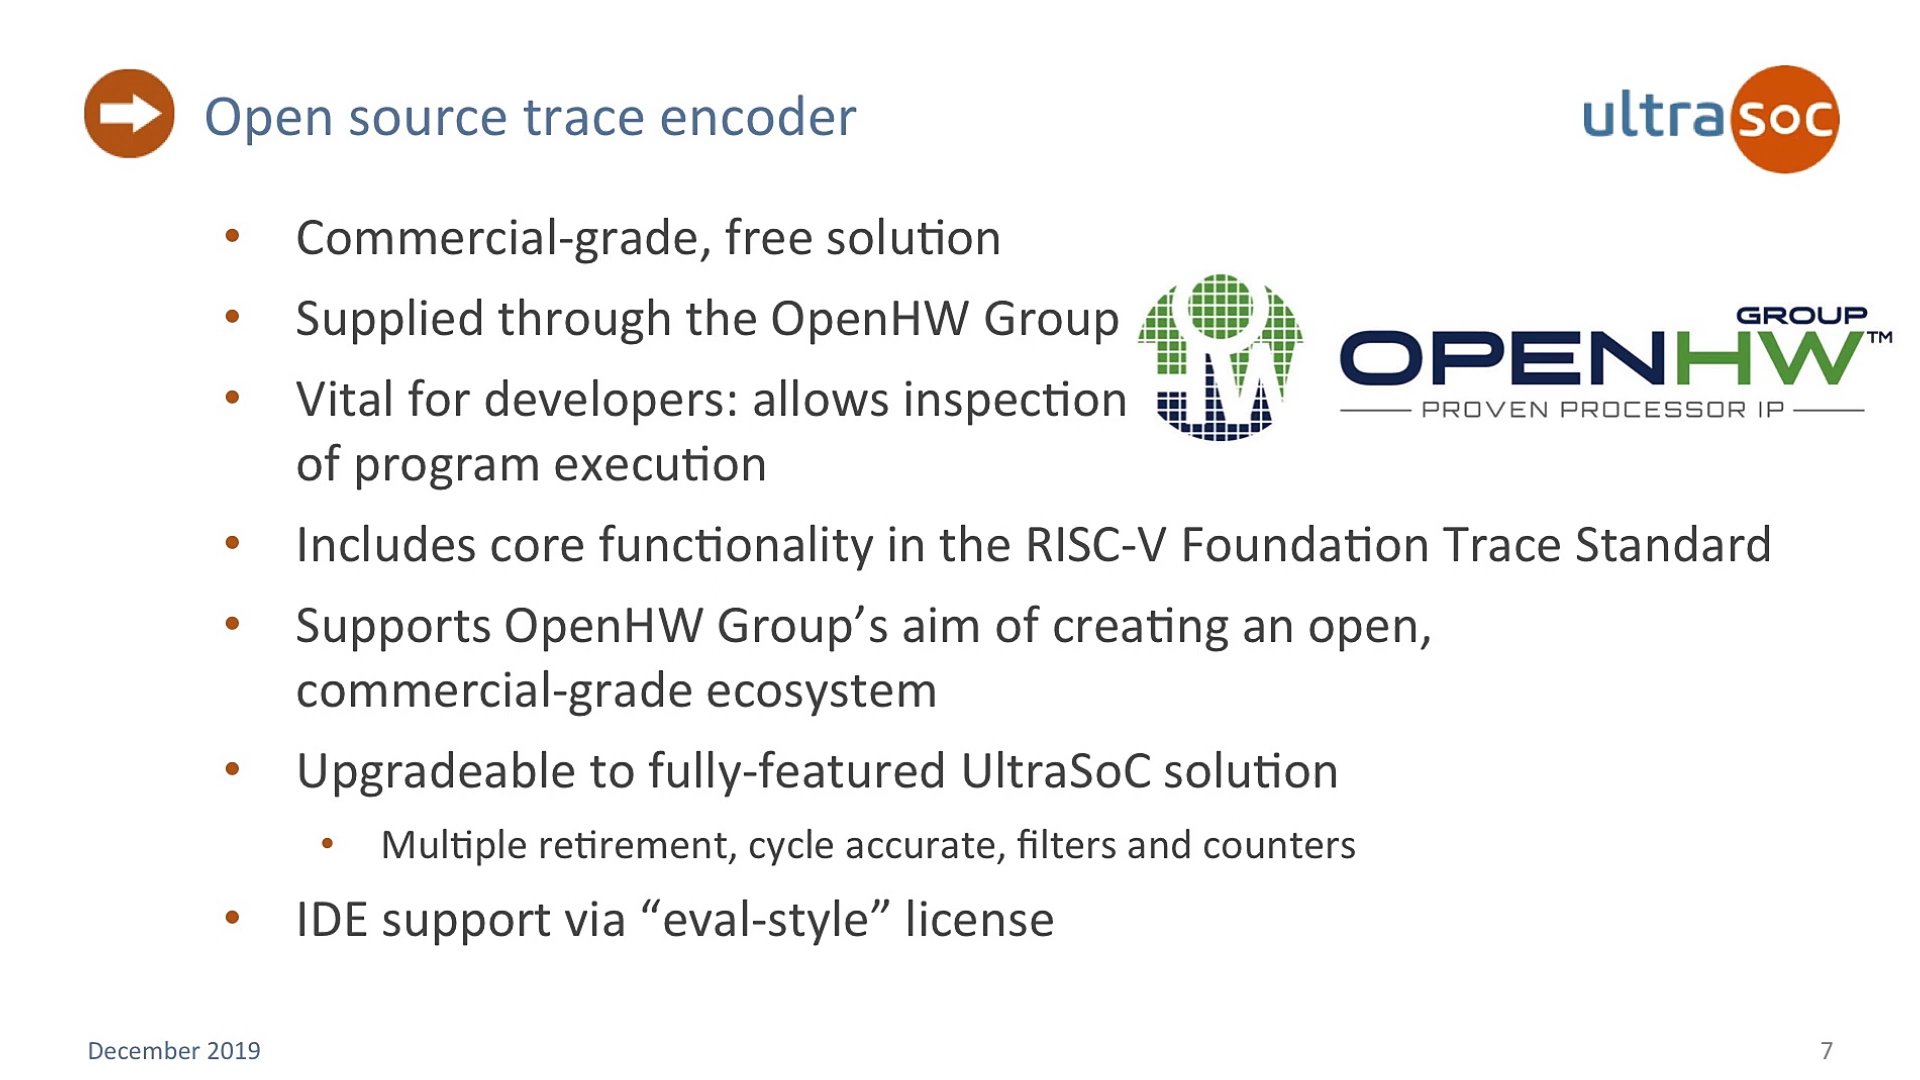 Open source trace encoder
ultrasoc
• Commercial-grade, free solution
• Supplied through the OpenHW Group
• Vital for developers: allows inspection
of program execution
GROUP
OPENHW™
PROVEN PROCESSOR IP
• Includes core functionality in the RISC-V Foundation Trace Standard
• Supports OpenHW Group’s aim of creating an open,
commercial-grade ecosystem
• Upgradeable to fully-featured UltraSoC solution
• Multiple retirement, cycle accurate, filters and counters
• IDE support via “eval-style” license
December 2019
7